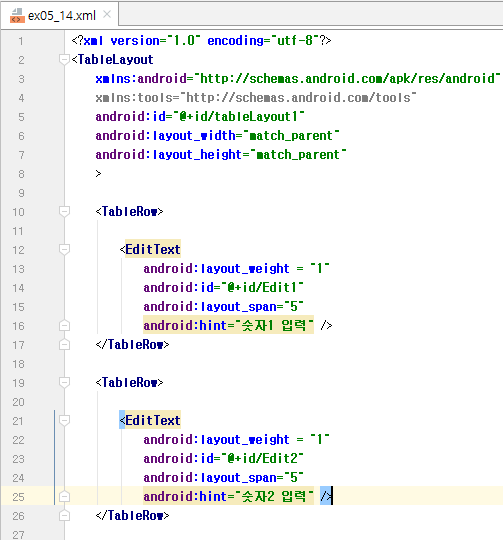 ex05_14.xml
1 <?xml version="1.0" encoding="utf-8"?>
2 <TableLayout
3 xmlns:android="http://schemas.android.com/apk/res/android"
4 xmlns:tools="http://schemas.android.com/tools"
5 android:id="@+id/tableLayout1"
6 android:layout_width="match_parent"
7 android:layout_height="match_parent"
8 >
9
10 <TableRow>
11
12 <EditText
13 android:layout_weight = "1"
14 android:id="@+id/Edit1"
15 android:layout_span="5"
16 android:hint="숫자1 입력" />
17 </TableRow>
18
19 <TableRow>
20
21 <EditText
22 android:layout_weight = "1"
23 android:id="@+id/Edit2"
24 android:layout_span="5"
25 android:hint="숫자2 입력" />
26 </TableRow>
27